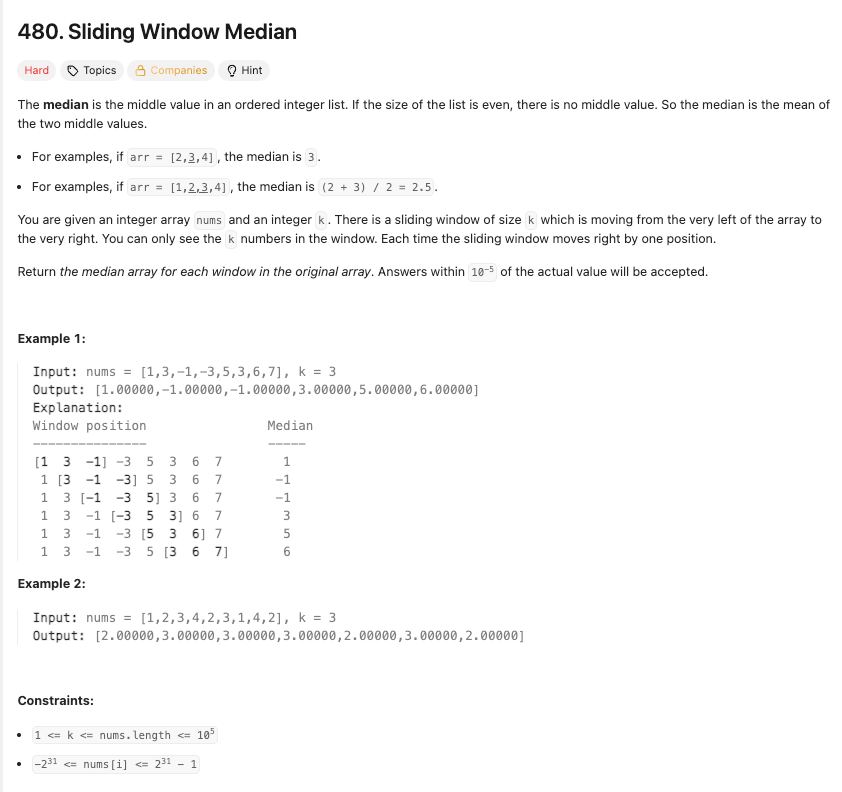 480. Sliding Window Median
Hard Topics Companies Hint
The median is the middle value in an ordered integer list. If the size of the list is even, there is no middle value. So the median is the mean of
the two middle values.
• For examples, if arr = [2,3,4], the median is 3.
• For examples, if arr = [1,2,3,4], the median is (2 + 3) / 2 = 2.5.
You are given an integer array nums and an integer k. There is a sliding window of size k which is moving from the very left of the array to
the very right. You can only see the k numbers in the window. Each time the sliding window moves right by one position.
Return the median array for each window in the original array. Answers within 10⁻⁵ of the actual value will be accepted.
Example 1:
Input: nums = [1,3,-1,-3,5,3,6,7], k = 3
Output: [1.00000,-1.00000,-1.00000,3.00000,5.00000,6.00000]
Explanation:
Window position Median
--------------- -----
[1 3 -1] -3 5 3 6 7 1
1 [3 -1 -3] 5 3 6 7 -1
1 3 [-1 -3 5] 3 6 7 -1
1 3 -1 [-3 5 3] 6 7 3
1 3 -1 -3 [5 3 6] 7 5
1 3 -1 -3 5 [3 6 7] 6
Example 2:
Input: nums = [1,2,3,4,2,3,1,4,2], k = 3
Output: [2.00000,3.00000,3.00000,3.00000,2.00000,3.00000,2.00000]
Constraints:
• 1 <= k <= nums.length <= 10⁵
• -2³¹ <= nums[i] <= 2³¹ - 1